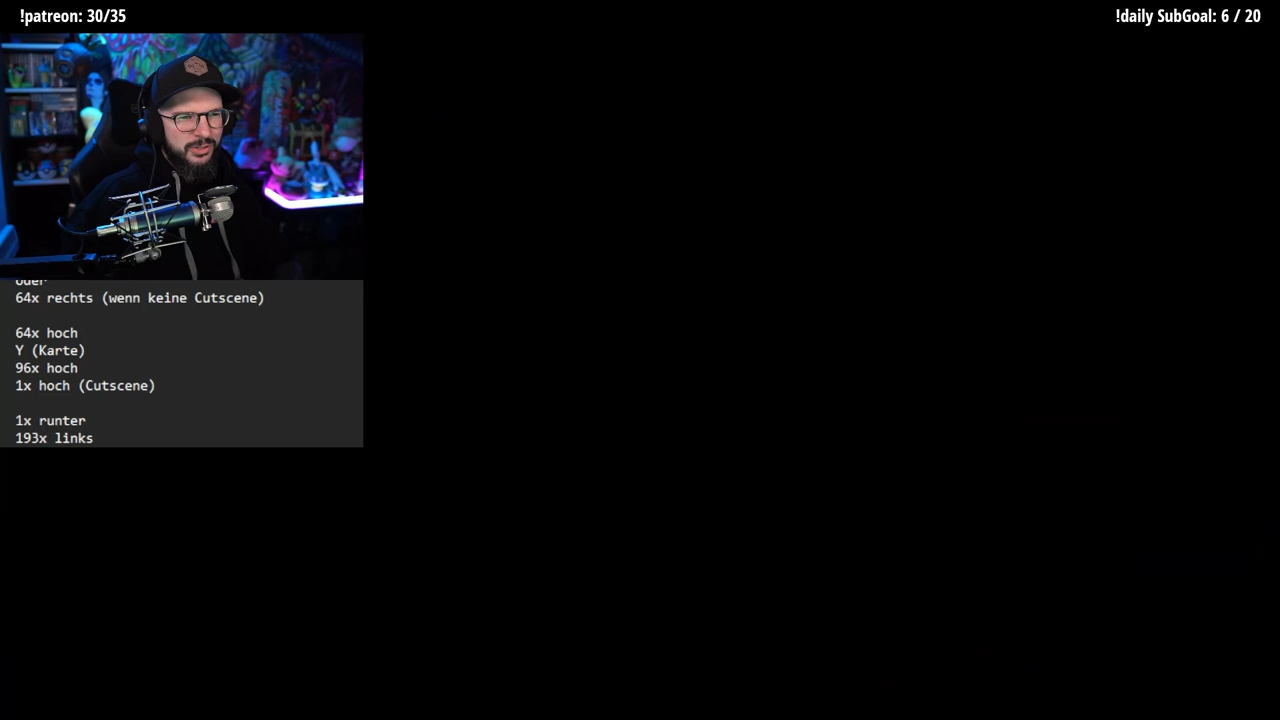 !patreon: 30/35
!daily SubGoal: 6 / 20
oder
64x rechts (wenn keine Cutscene)
64x hoch
Y (Karte)
96x hoch
1x hoch (Cutscene)
1x runter
193x links